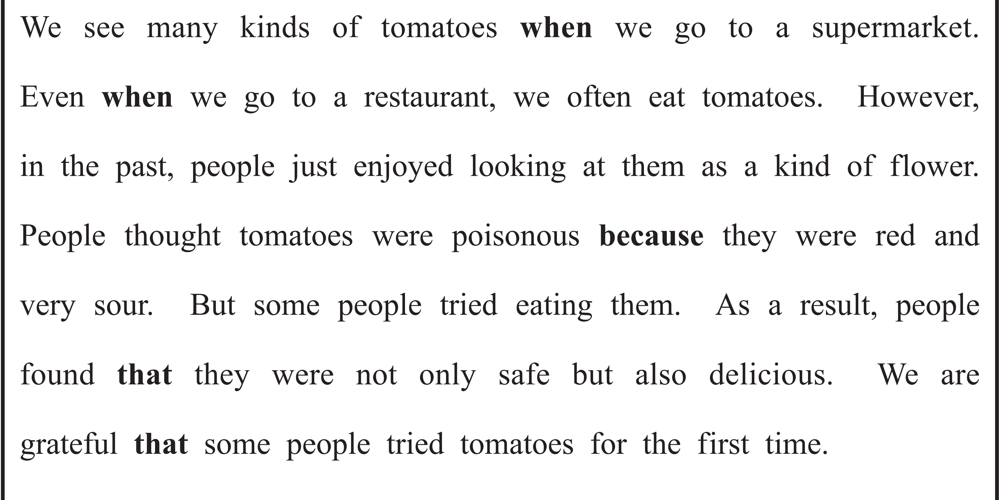 We see many kinds of tomatoes when we go to a supermarket.
Even when we go to a restaurant, we often eat tomatoes. However,
in the past, people just enjoyed looking at them as a kind of flower.
People thought tomatoes were poisonous because they were red and
very sour. But some people tried eating them. As a result, people
found that they were not only safe but also delicious. We are
grateful that some people tried tomatoes for the first time.